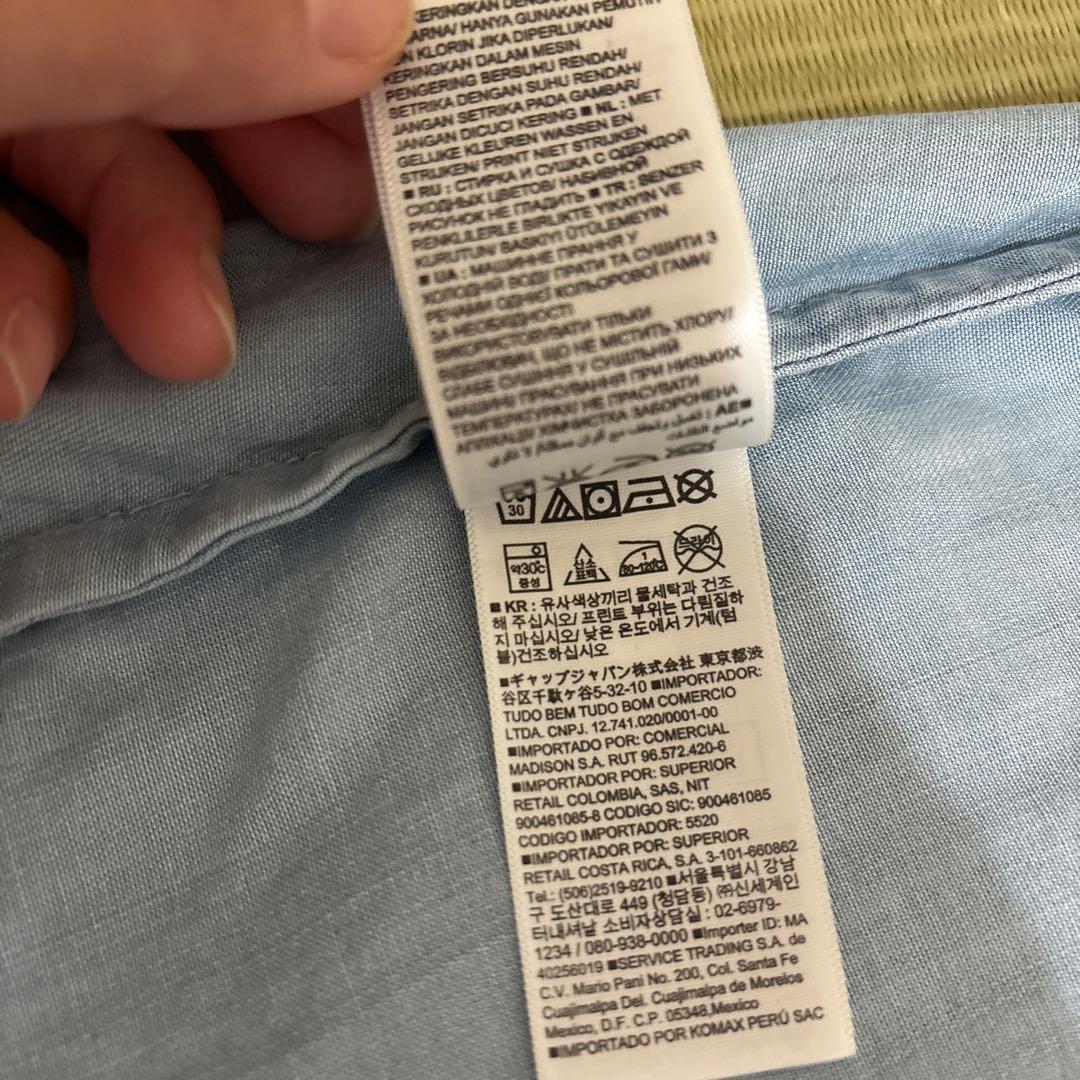 KERINGKAN DENGAN
WARNA/ HANYA GUNAKAN PEMUTIH
NON KLORIN JIKA DIPERLUKAN/
KERINGKAN DALAM MESIN
PENGERING BERSUHU RENDAH/
SETRIKA DENGAN SUHU RENDAH/
JANGAN SETRIKA PADA GAMBAR/
JANGAN DICUCI KERING ■ NL : MET
GELIJKE KLEUREN WASSEN EN
STRIJKEN/ PRINT NIET STRIJKEN
■ RU : СТИРКА И СУШКА С ОДЕЖДОЙ
СХОДНЫХ ЦВЕТОВ/ НАБИВНОЙ
РИСУНОК НЕ ГЛАДИТЬ ■ TR : BENZER
RENKLILERLE BIRLIKTE YIKAYIN VE
KURUTUN/ BASKIYI ÜTÜLEMEYIN
■ UA : МАШИННЕ ПРАННЯ У
ХОЛОДНІЙ ВОДІ/ ПРАТИ ТА СУШИТИ З
РЕЧАМИ ОДНІЄЇ КОЛЬОРОВОЇ ГАМИ/
ЗА НЕОБХІДНОСТІ
ВИКОРИСТОВУВАТИ ТІЛЬКИ
ВІДБІЛЮВАЧ, ЩО НЕ МІСТИТЬ ХЛОРУ/
СЛАБЕ СУШІННЯ У СУШИЛЬНІЙ
МАШИНІ/ ПРАСУВАННЯ ПРИ НИЗЬКИХ
ТЕМПЕРАТУРАХ/ НЕ ПРАСУВАТИ
АПЛІКАЦІЇ/ ХІМЧИСТКА ЗАБОРОНЕНА
30
약30℃
중성
산소
표백
1
80~120℃
드라이
■ KR : 유사색상끼리 물세탁과 건조
해 주십시오/ 프린트 부위는 다림질하
지 마십시오/ 낮은 온도에서 기계(텀
블)건조하십시오
■ギャップジャパン株式会社 東京都渋
谷区千駄ケ谷5-32-10 ■IMPORTADOR:
TUDO BEM TUDO BOM COMERCIO
LTDA. CNPJ. 12.741.020/0001-00
■IMPORTADO POR: COMERCIAL
MADISON S.A. RUT 96.572.420-6
■IMPORTADOR POR: SUPERIOR
RETAIL COLOMBIA, SAS, NIT
900461085-8 CODIGO SIC: 900461085
CODIGO IMPORTADOR: 5520
■IMPORTADO POR: SUPERIOR
RETAIL COSTA RICA, S.A. 3-101-660862
Tel.: (506)2519-9210 ■서울특별시 강남
구 도산대로 449 (청담동) ㈜신세계인
터내셔날 소비자상담실 : 02-6979-
1234 / 080-938-0000 ■Importer ID: MA
40256019 ■SERVICE TRADING S.A. de
C.V. Mario Pani No. 200, Col. Santa Fe
Cuajimalpa Del. Cuajimalpa de Morelos
Mexico, D.F. C.P. 05348,Mexico
■IMPORTADO POR KOMAX PERÚ SAC